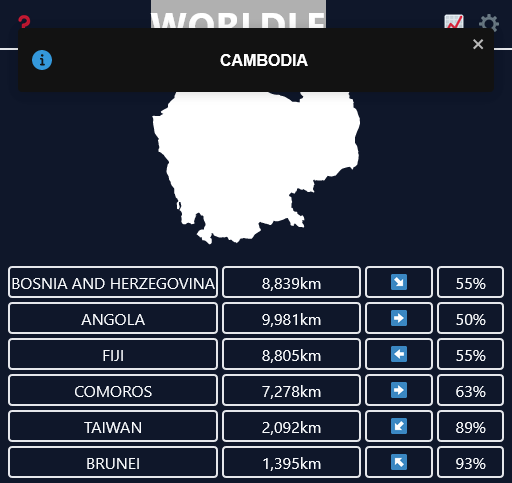 WORLDLE
CAMBODIA
BOSNIA AND HERZEGOVINA 8,839km 55%
ANGOLA 9,981km 50%
FIJI 8,805km 55%
COMOROS 7,278km 63%
TAIWAN 2,092km 89%
BRUNEI 1,395km 93%